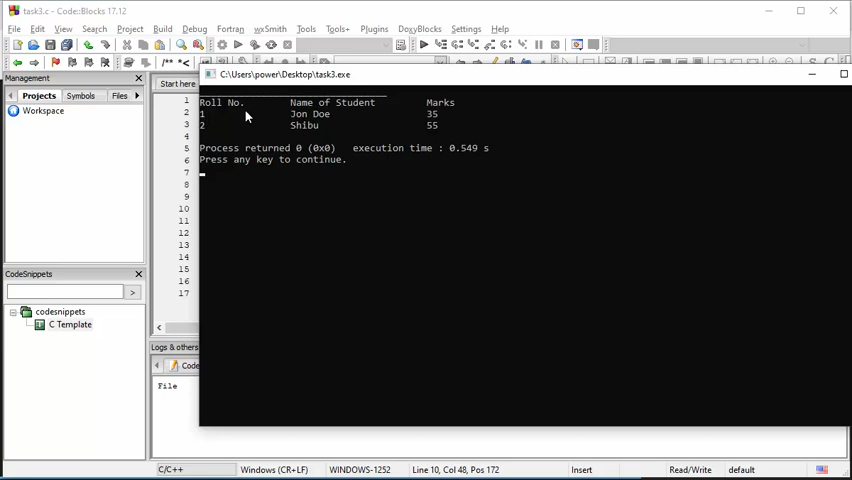 task3.c - Code::Blocks 17.12
File Edit View Search Project Build Debug Fortran wxSmith Tools Tools+ Plugins DoxyBlocks Settings Help
Management
Projects Symbols Files
Workspace
Start here
1
2
3
4
5
6
7
8
9
10
11
12
13
14
15
16
17
C:\Users\power\Desktop\task3.exe
Roll No. Name of Student Marks
1 Jon Doe 35
2 Shibu 55
Process returned 0 (0x0) execution time : 0.549 s
Press any key to continue.
CodeSnippets
>
codesnippets
C Template
Logs & others
Code
File
C/C++ Windows (CR+LF) WINDOWS-1252 Line 10, Col 48, Pos 172 Insert Read/Write default